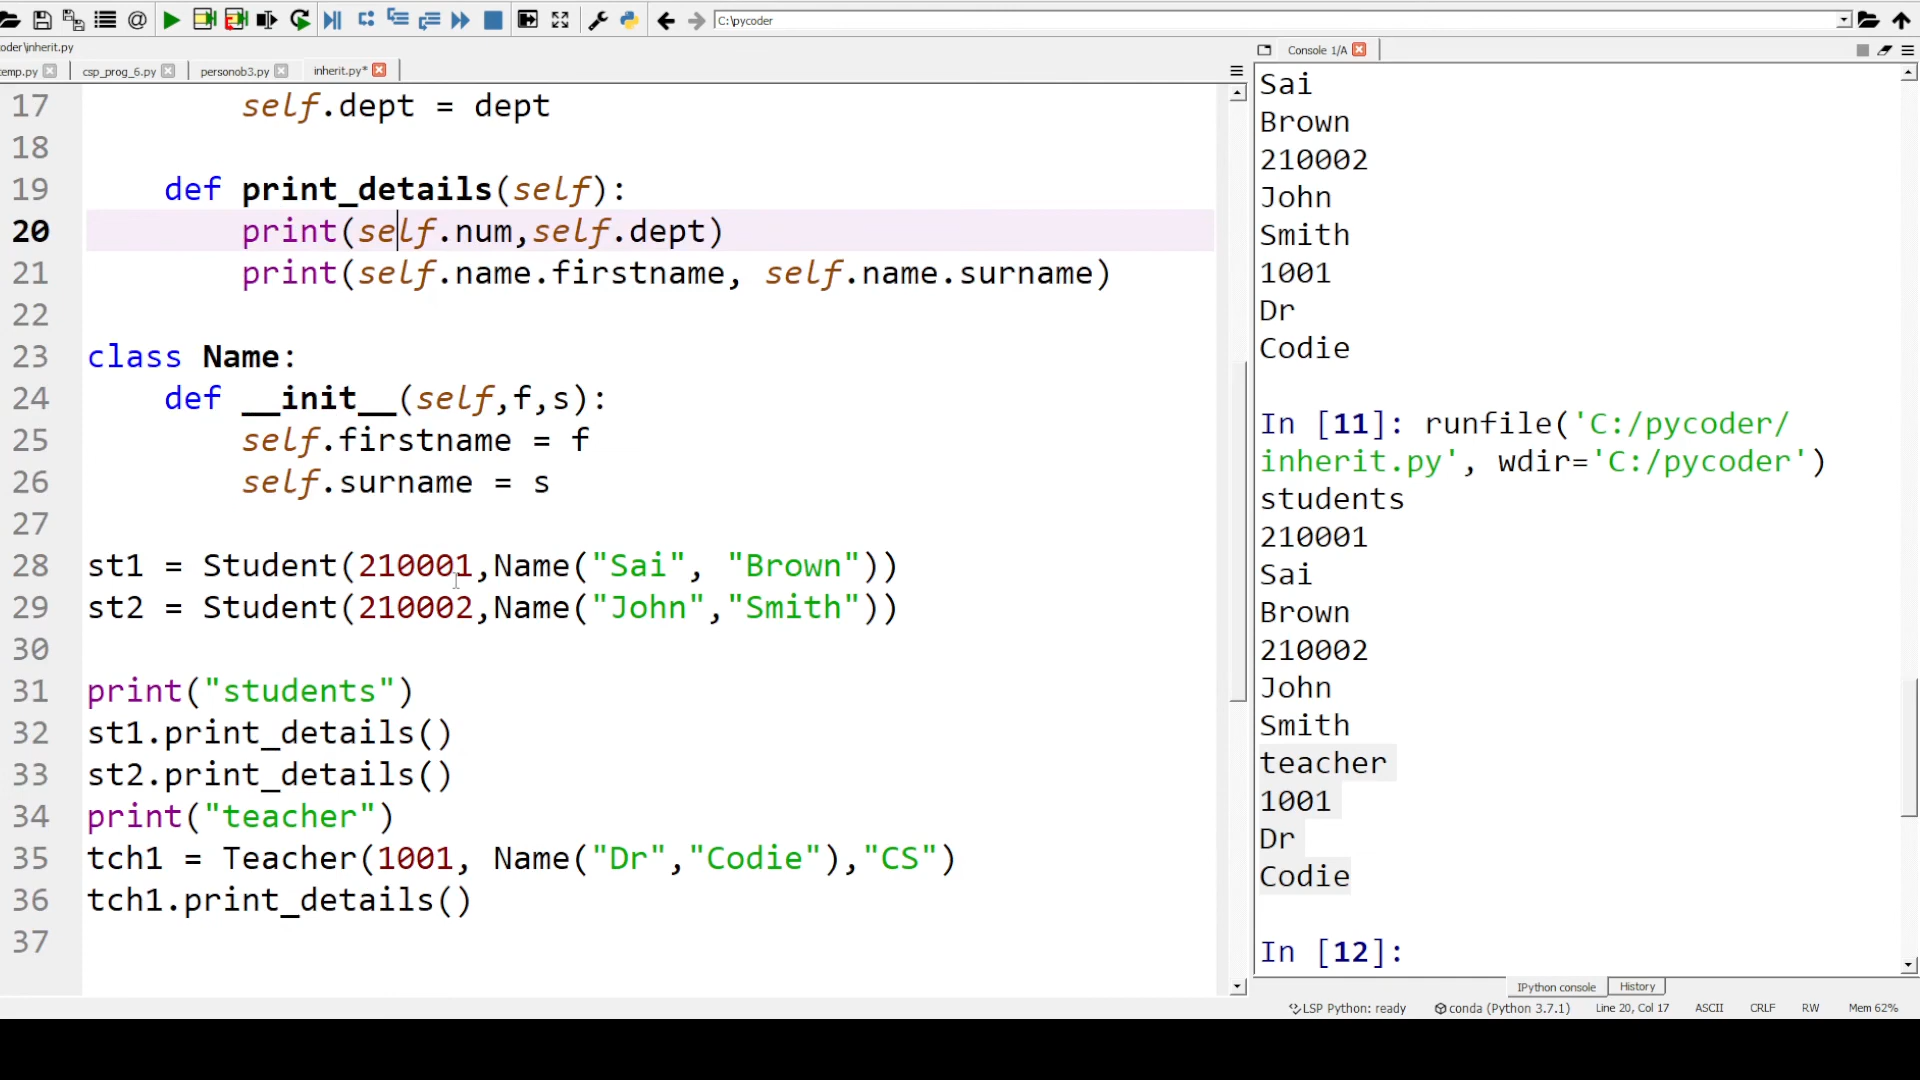 C:\pycoder
oder\inherit.py
emp.py
csp_prog_6.py
personob3.py
inherit.py*
17 self.dept = dept
18
19 def print_details(self):
20 print(self.num,self.dept)
21 print(self.name.firstname, self.name.surname)
22
23 class Name:
24 def __init__(self,f,s):
25 self.firstname = f
26 self.surname = s
27
28 st1 = Student(210001,Name("Sai", "Brown"))
29 st2 = Student(210002,Name("John","Smith"))
30
31 print("students")
32 st1.print_details()
33 st2.print_details()
34 print("teacher")
35 tch1 = Teacher(1001, Name("Dr","Codie"),"CS")
36 tch1.print_details()
37
Console 1/A
Sai
Brown
210002
John
Smith
1001
Dr
Codie
In [11]: runfile('C:/pycoder/
inherit.py', wdir='C:/pycoder')
students
210001
Sai
Brown
210002
John
Smith
teacher
1001
Dr
Codie
In [12]:
IPython console
History
LSP Python: ready
conda (Python 3.7.1)
Line 20, Col 17
ASCII
CRLF
RW
Mem 62%